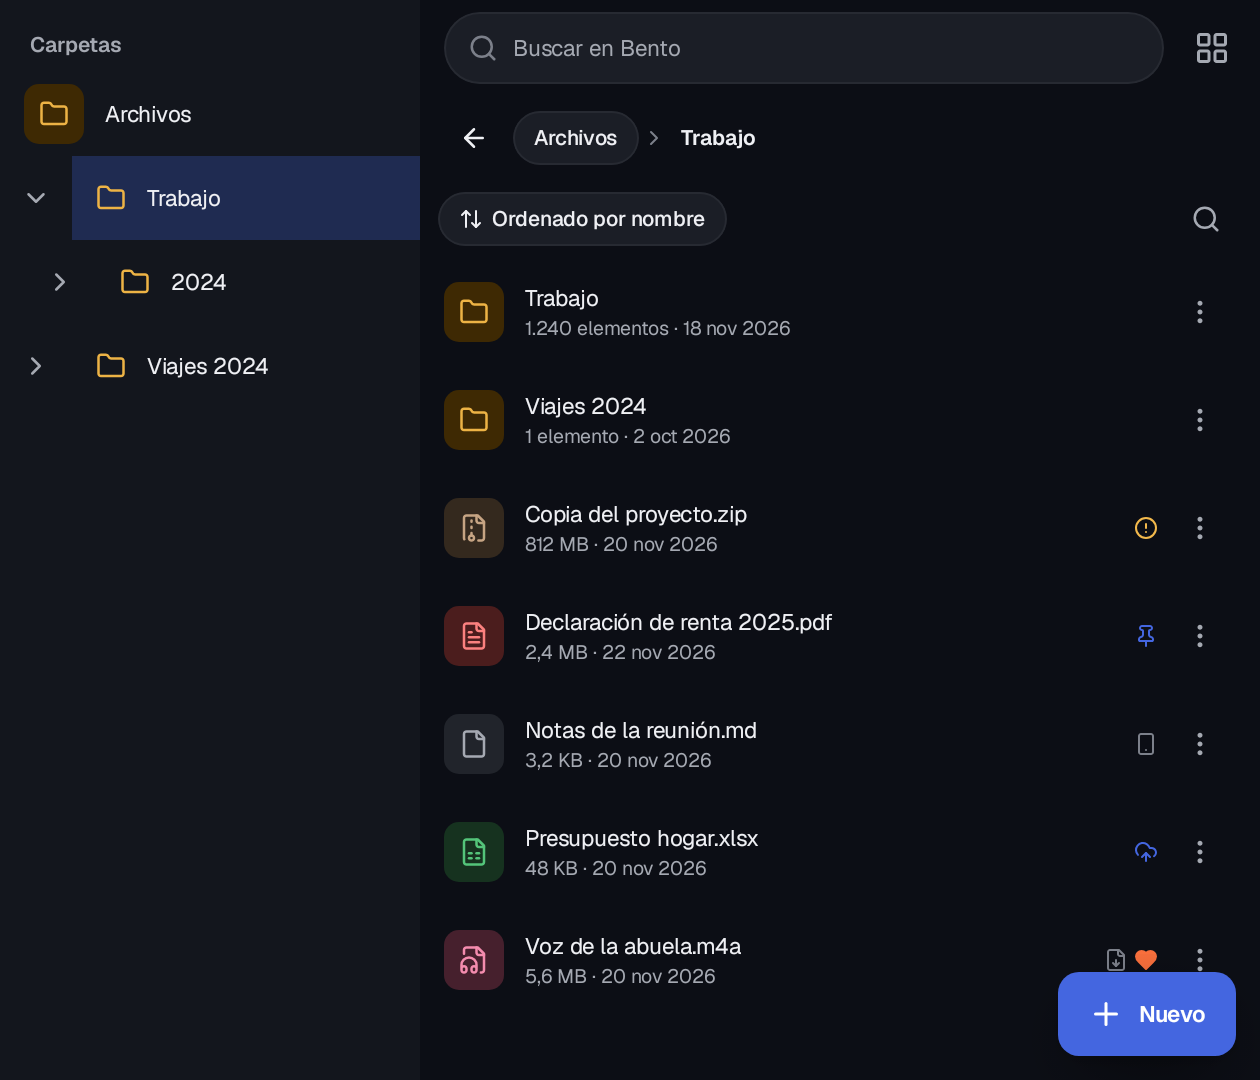 Carpetas
Archivos
Trabajo
2024
Viajes 2024
Buscar en Bento
Archivos
Trabajo
Ordenado por nombre
Trabajo
1.240 elementos · 18 nov 2026
Viajes 2024
1 elemento · 2 oct 2026
Copia del proyecto.zip
812 MB · 20 nov 2026
Declaración de renta 2025.pdf
2,4 MB · 22 nov 2026
Notas de la reunión.md
3,2 KB · 20 nov 2026
Presupuesto hogar.xlsx
48 KB · 20 nov 2026
Voz de la abuela.m4a
5,6 MB · 20 nov 2026
Nuevo